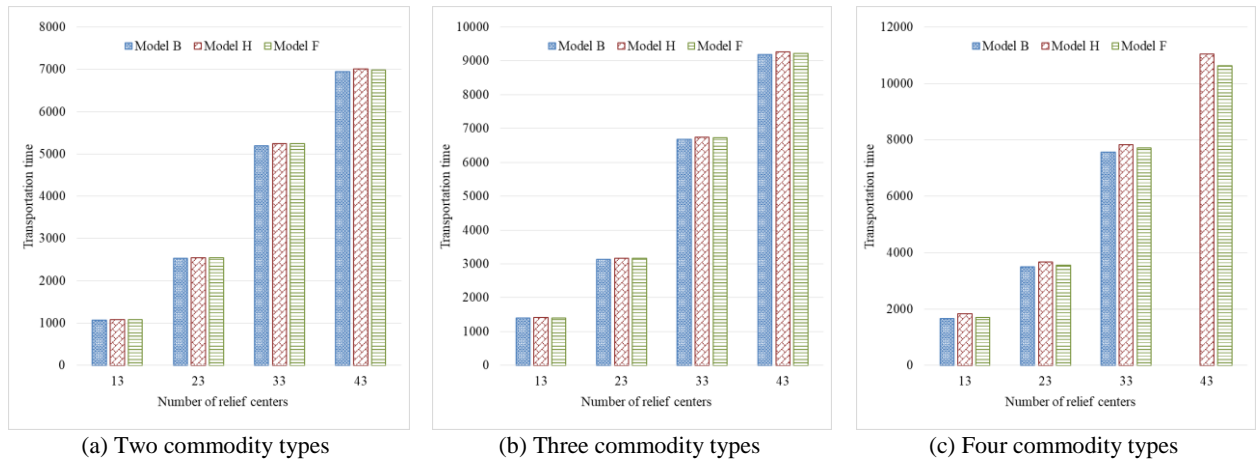 8000
7000
6000
5000
4000
3000
2000
1000
0
Transportation time
Model B Model H Model F
13 23 33 43
Number of relief centers
(a) Two commodity types
10000
9000
8000
7000
6000
5000
4000
3000
2000
1000
0
Transportation time
Model B Model H Model F
13 23 33 43
Number of relief centers
(b) Three commodity types
12000
10000
8000
6000
4000
2000
0
Transportation time
Model B Model H Model F
13 23 33 43
Number of relief centers
(c) Four commodity types